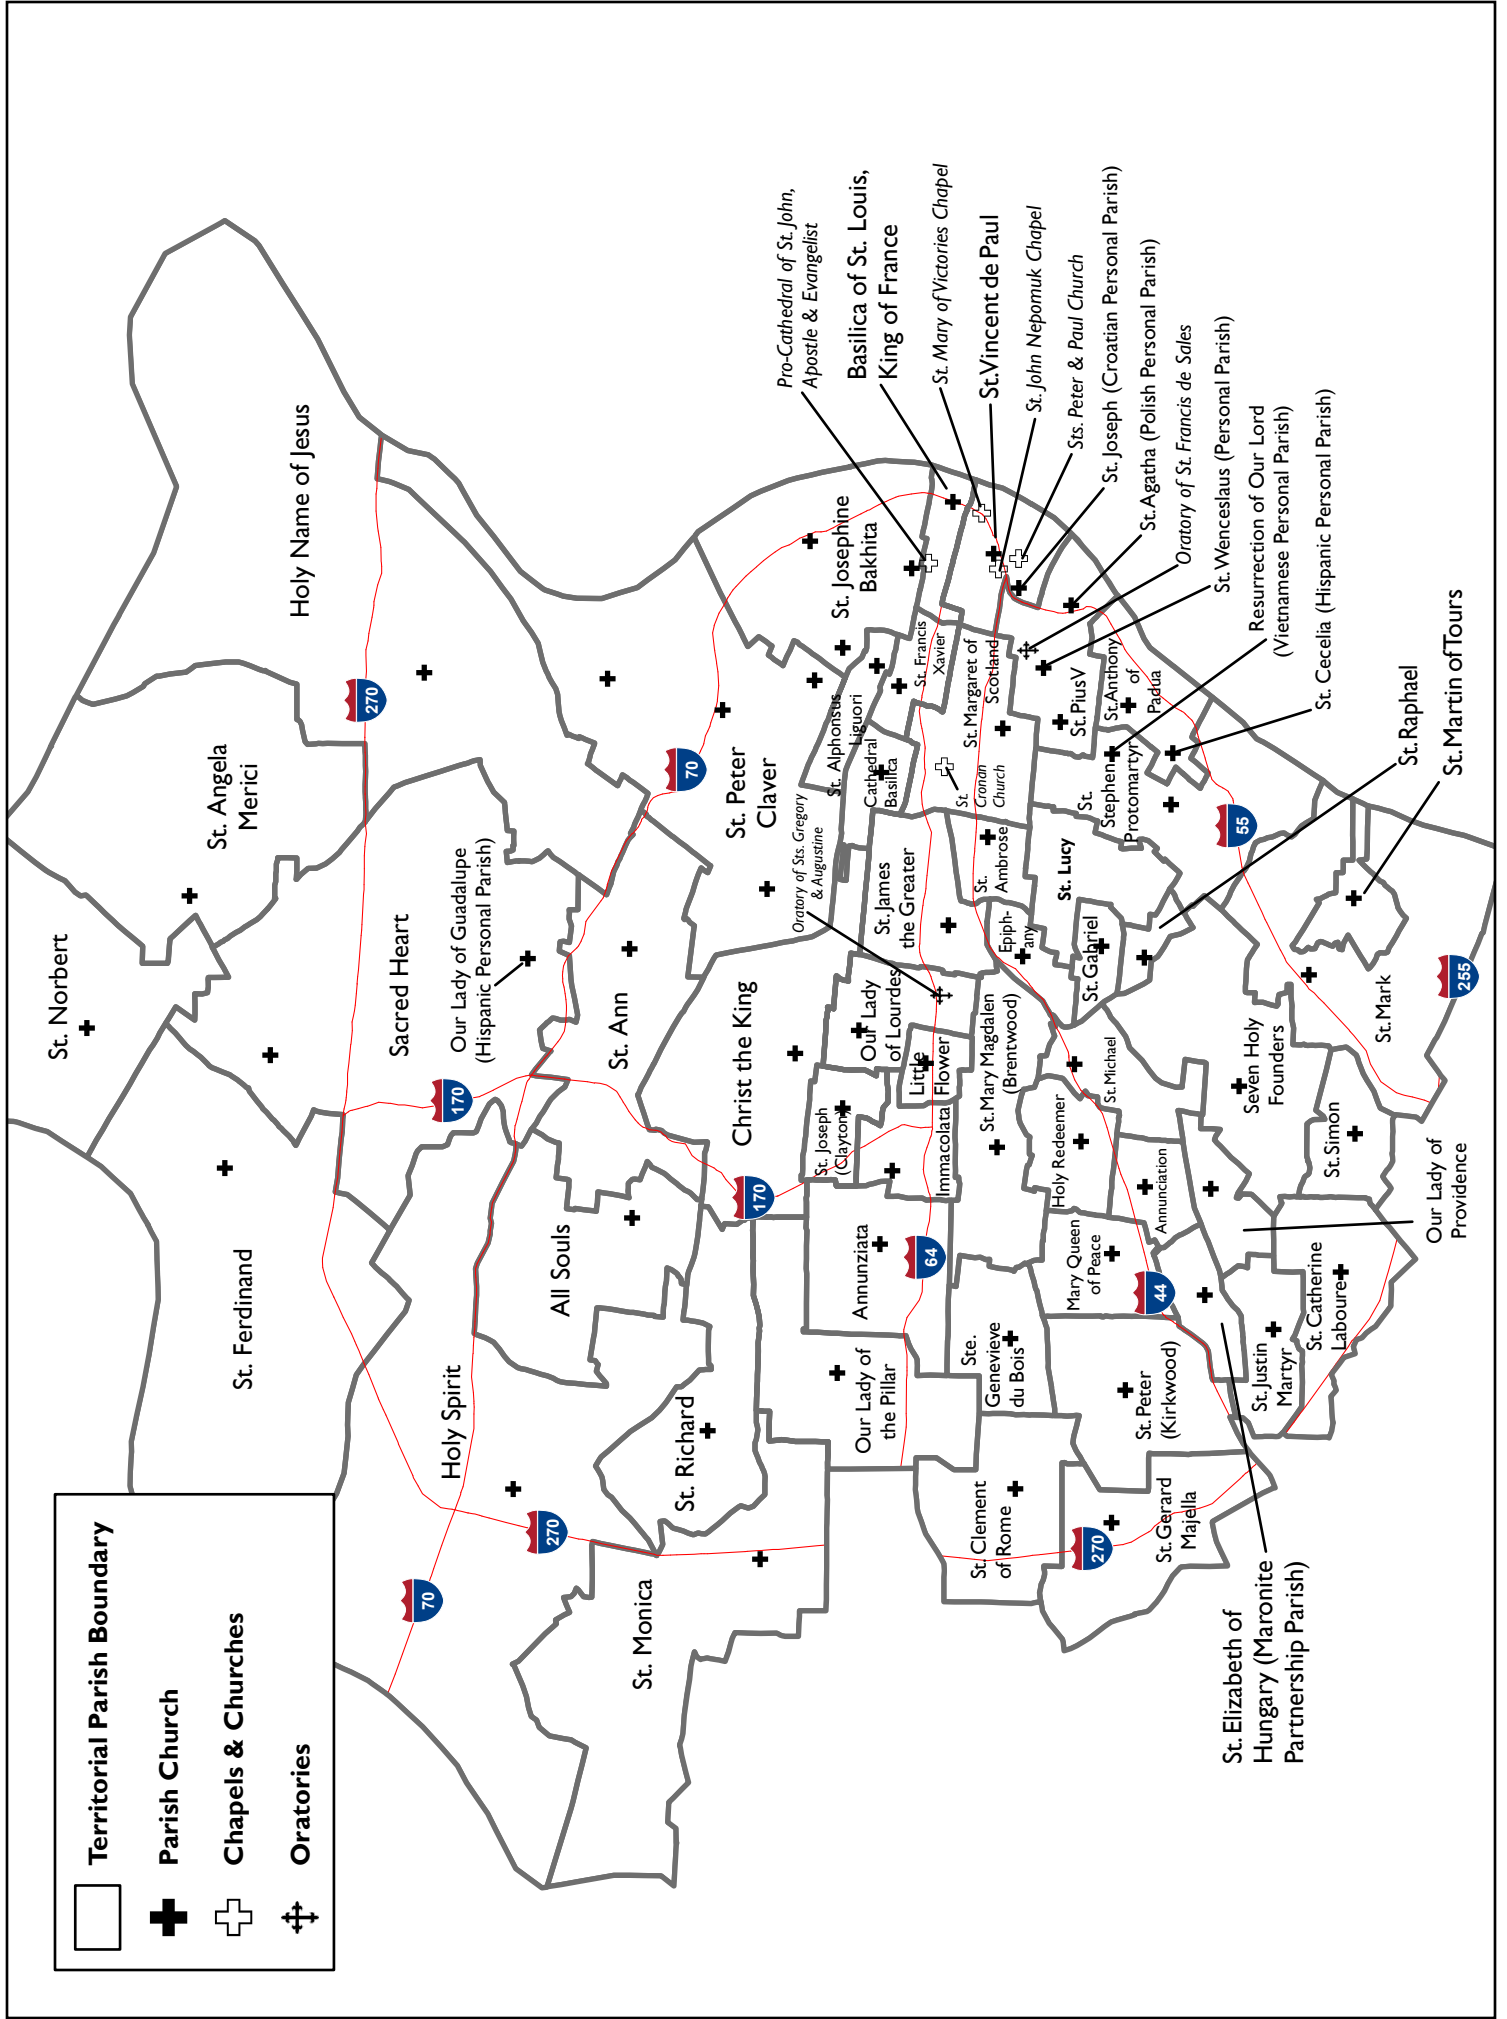 Territorial Parish Boundary
Parish Church
Chapels & Churches
Oratories
St. Norbert
St. Angela
Merici
Holy Name of Jesus
St. Ferdinand
Sacred Heart
Our Lady of Guadalupe
(Hispanic Personal Parish)
Holy Spirit
All Souls
St. Ann
St. Monica
St. Richard
Christ the King
St. Peter
Claver
St. Josephine
Bakhita
Pro-Cathedral of St. John,
Apostle & Evangelist
Basilica of St. Louis,
King of France
St. Mary of Victories Chapel
St. Vincent de Paul
St. John Nepomuk Chapel
Sts. Peter & Paul Church
St. Joseph (Croatian Personal Parish)
St. Agatha (Polish Personal Parish)
Oratory of St. Francis de Sales
St. Wenceslaus (Personal Parish)
Resurrection of Our Lord
(Vietnamese Personal Parish)
St. Cecelia (Hispanic Personal Parish)
St. Raphael
St. Martin of Tours
Oratory of Sts. Gregory
& Augustine
St. Alphonsus
Liguori
Cathedral
Basilica
St. Francis
Xavier
St. Margaret of
Scotland
St.
Cronan
Church
St. Pius V
St. Anthony
of
Padua
St.
Stephen
Protomartyr
St. James
the Greater
St.
Ambrose
St. Lucy
Epiph-
any
St. Gabriel
Our Lady
of Lourdes
Little
Flower
St. Joseph
(Clayton)
Immacolata
St. Mary Magdalen
(Brentwood)
St. Michael
Holy Redeemer
Annunciation
Annunziata
Our Lady of
the Pillar
Ste.
Genevieve
du Bois
Mary Queen
of Peace
St. Peter
(Kirkwood)
St. Clement
of Rome
St. Gerard
Majella
Seven Holy
Founders
St. Mark
St. Simon
Our Lady of
Providence
St. Catherine
Laboure
St. Justin
Martyr
St. Elizabeth of
Hungary (Maronite
Partnership Parish)
270
170
70
70
270
170
64
44
270
55
255